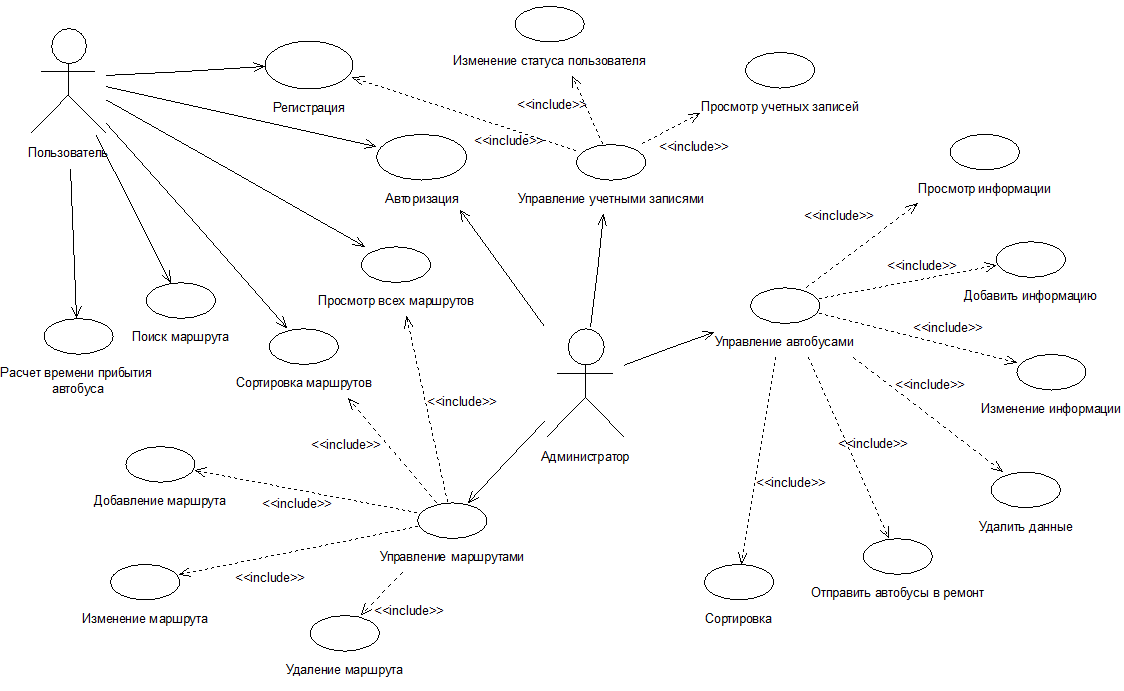 Изменение статуса пользователя
Просмотр учетных записей
Регистрация
<<include>>
<<include>>
<<include>>
Пользователь
Управление учетными записями
Авторизация
Просмотр информации
<<include>>
<<include>>
Добавить информацию
Просмотр всех маршрутов
Поиск маршрута
<<include>>
Управление автобусами
Расчет времени прибытия
автобуса
Сортировка маршрутов
<<include>>
<<include>>
Изменение информации
<<include>>
<<include>>
Администратор
<<include>>
Добавление маршрута
<<include>>
Удалить данные
Управление маршрутами
<<include>>
Отправить автобусы в ремонт
Изменение маршрута
<<include>>
Сортировка
Удаление маршрута